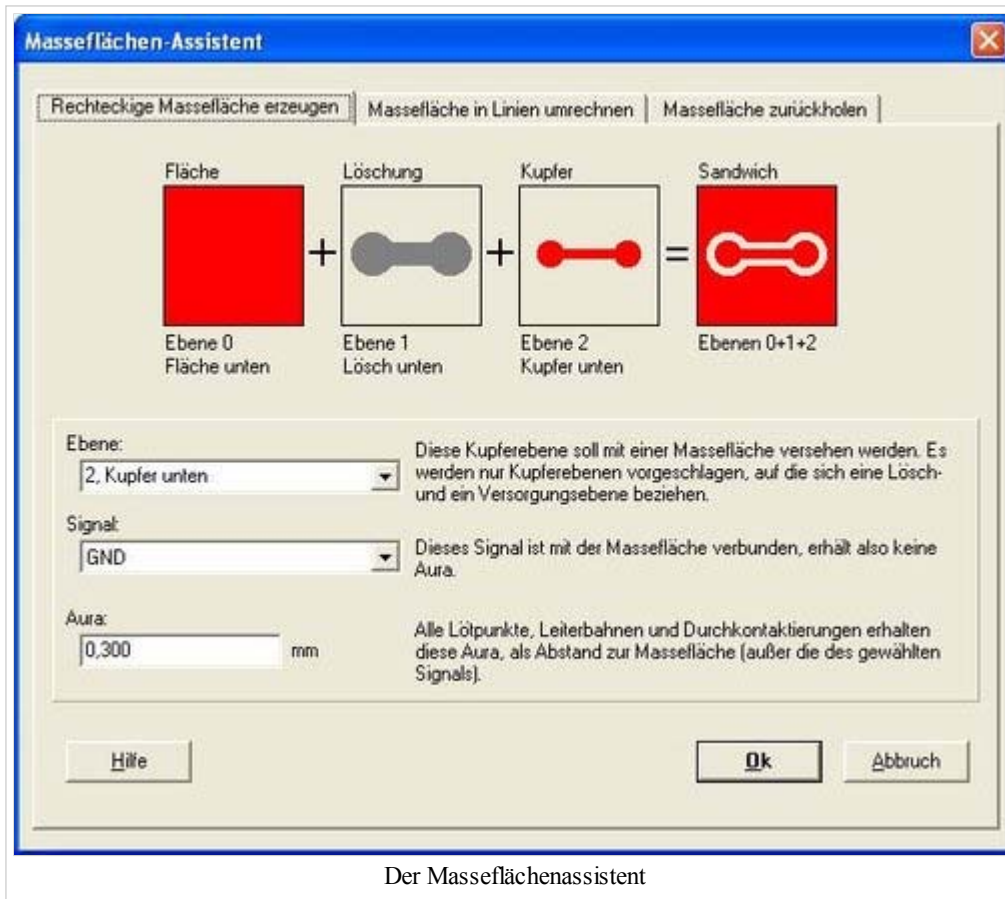 Masseflächen-Assistent
Rechteckige Massefläche erzeugen
Massefläche in Linien umrechnen
Massefläche zurückholen
Fläche
Löschung
Kupfer
Sandwich
+
+
=
Ebene 0
Fläche unten
Ebene 1
Lösch unten
Ebene 2
Kupfer unten
Ebenen 0+1+2
Ebene:
2, Kupfer unten
Diese Kupferebene soll mit einer Massefläche versehen werden. Es
werden nur Kupferebenen vorgeschlagen, auf die sich eine Lösch-
und ein Versorgungsebene beziehen.
Signal:
GND
Dieses Signal ist mit der Massefläche verbunden, erhält also keine
Aura.
Aura:
0,300 mm
Alle Lötpunkte, Leiterbahnen und Durchkontaktierungen erhalten
diese Aura, als Abstand zur Massefläche (außer die des gewählten
Signals).
Hilfe
Ok
Abbruch
Der Masseflächenassistent